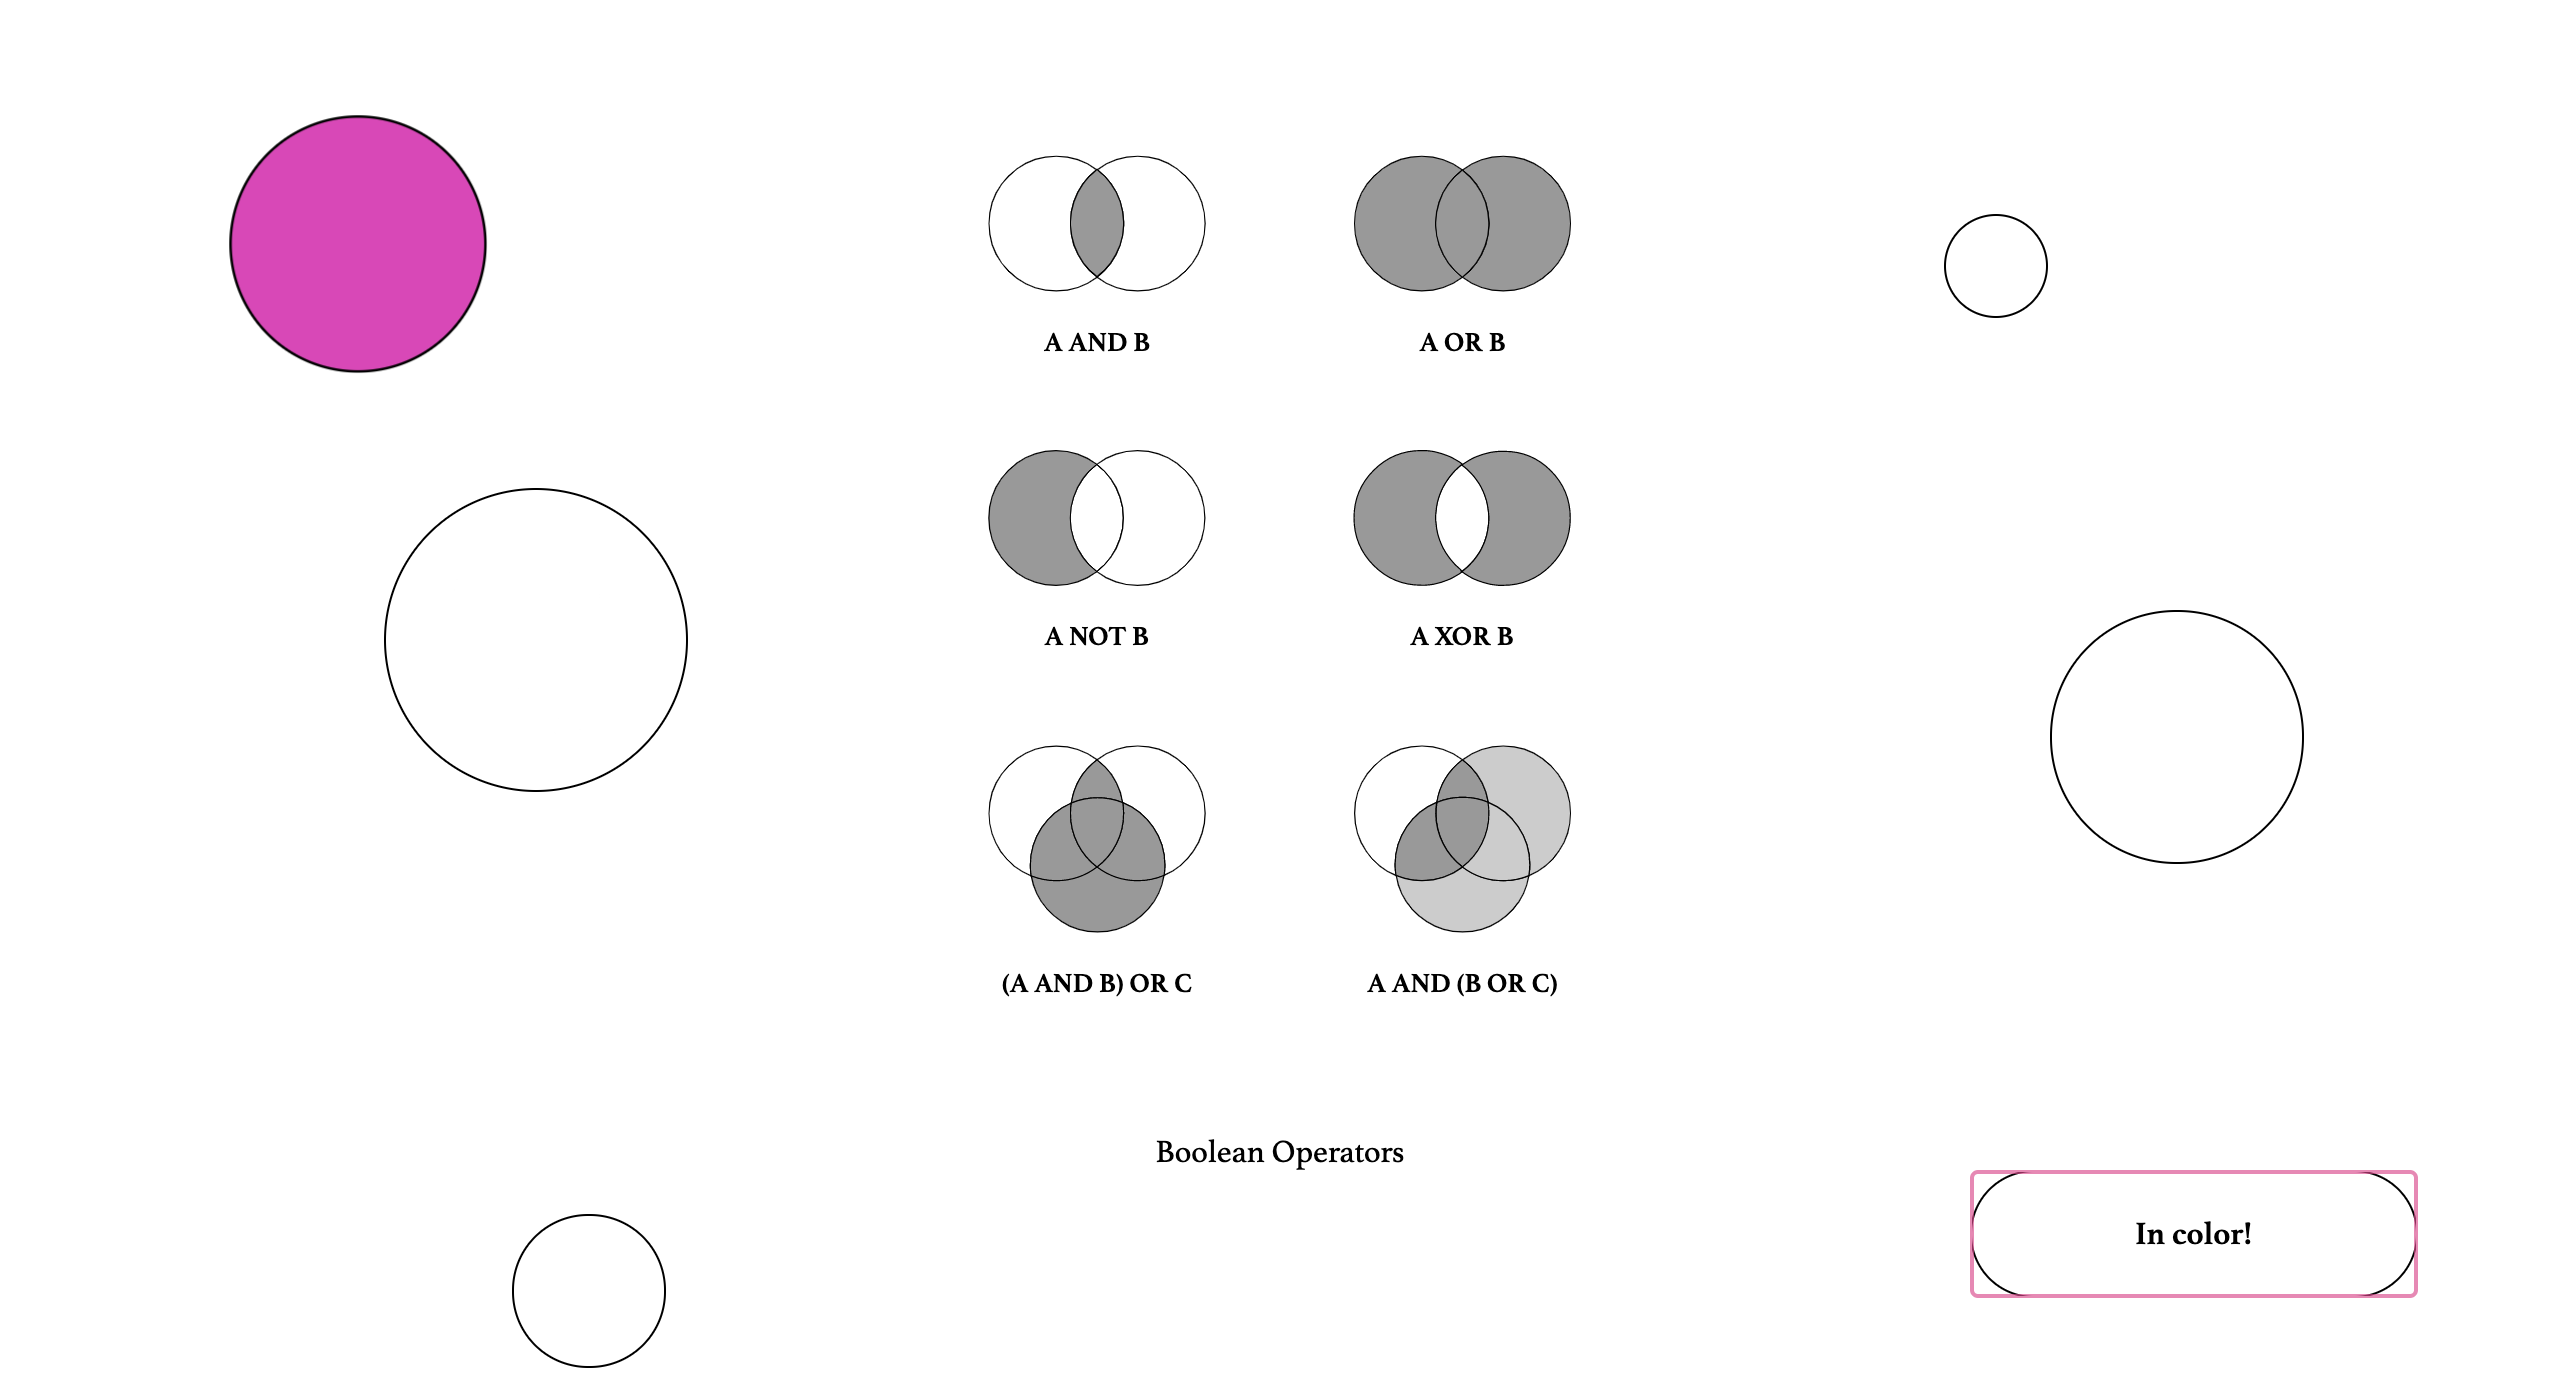 A AND B
A OR B
A NOT B
A XOR B
(A AND B) OR C
A AND (B OR C)
Boolean Operators
In color!